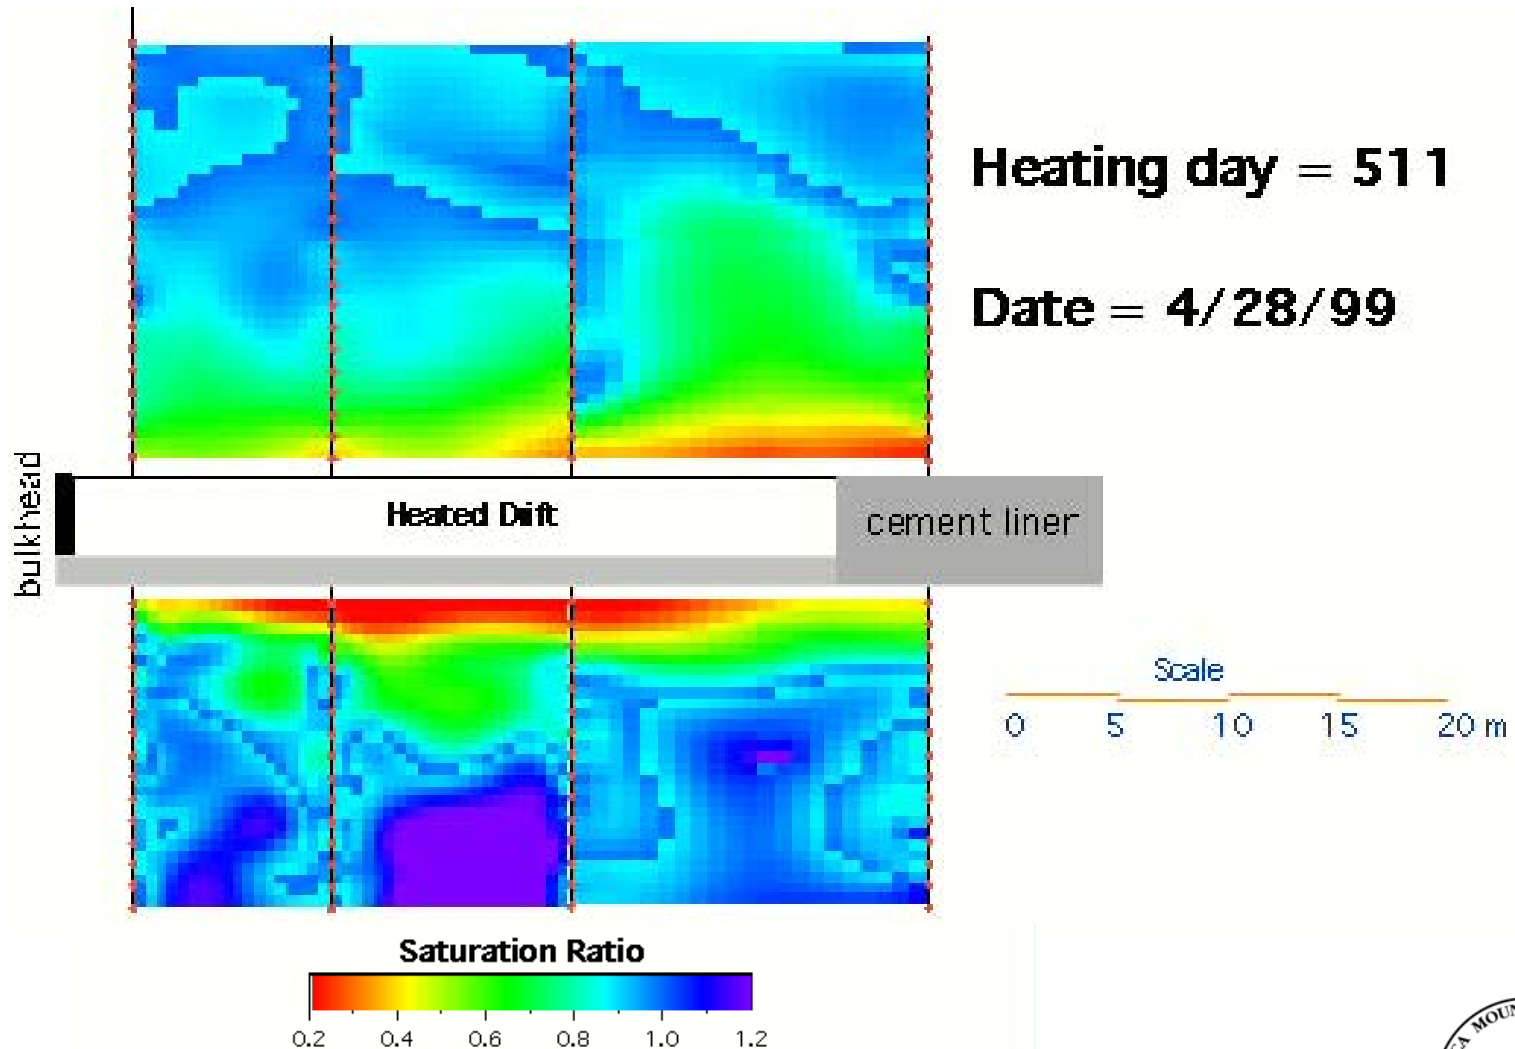 Heating day = 511
Date = 4/28/99
bulkhead
Heated Drift
cement liner
Scale
0 5 10 15 20 m
Saturation Ratio
0.2 0.4 0.6 0.8 1.0 1.2